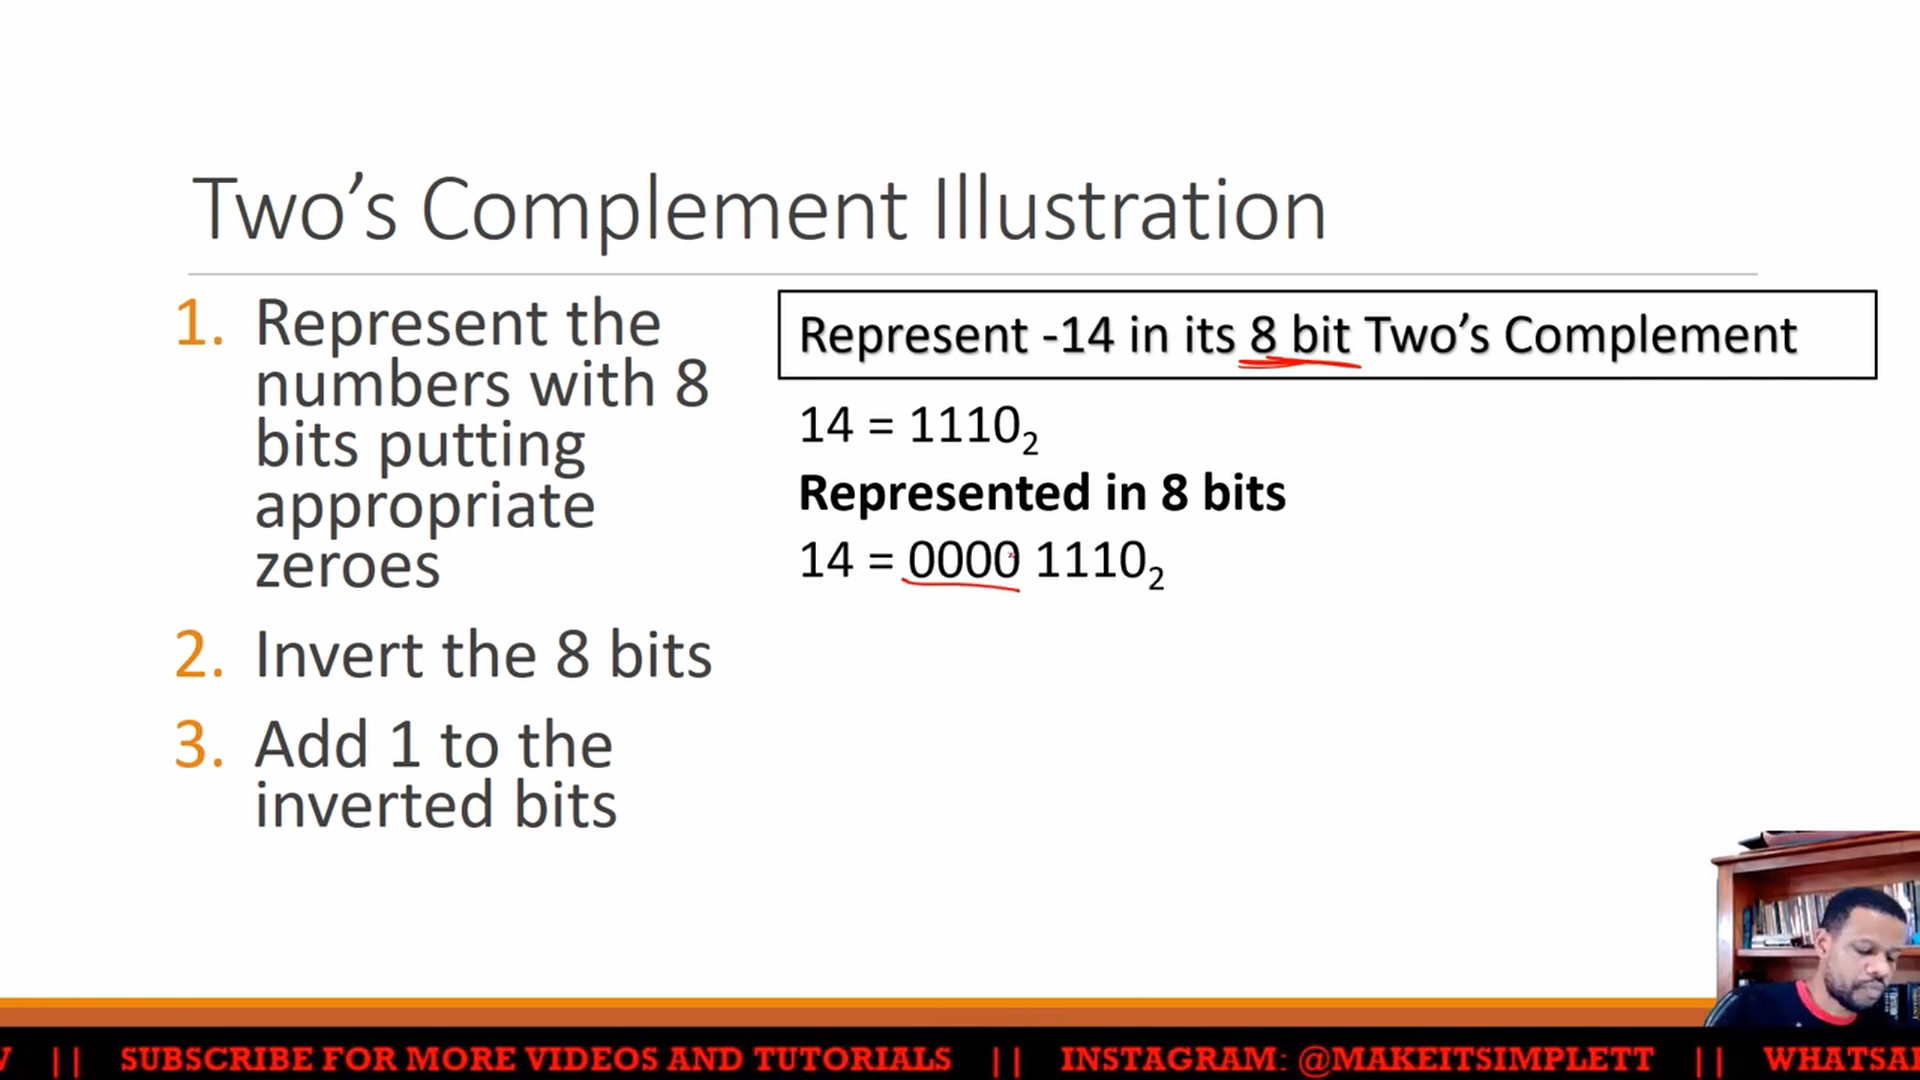 Two’s Complement Illustration
1. Represent the
numbers with 8
bits putting
appropriate
zeroes
2. Invert the 8 bits
3. Add 1 to the
inverted bits
Represent -14 in its 8 bit Two’s Complement
14 = 1110₂
Represented in 8 bits
14 = 0000 1110₂
|| SUBSCRIBE FOR MORE VIDEOS AND TUTORIALS || INSTAGRAM: @MAKEITSIMPLETT ||